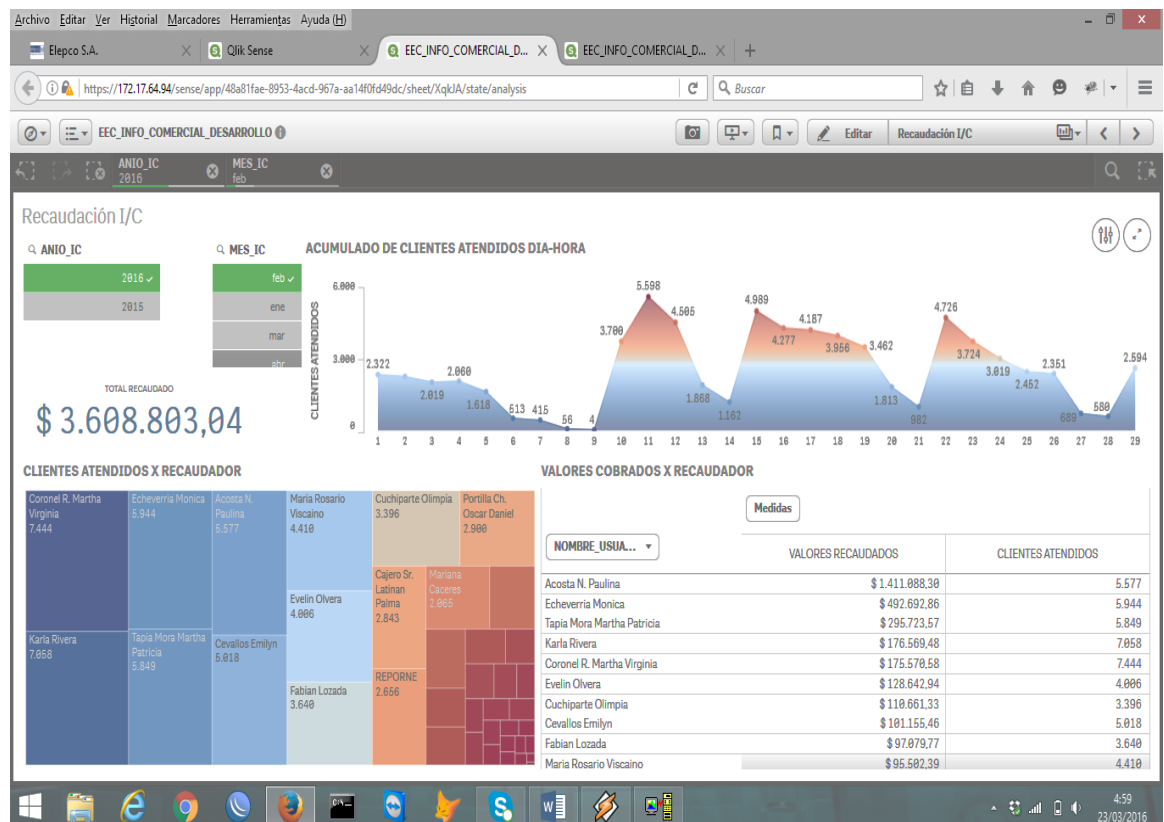 Archivo Editar Ver Historial Marcadores Herramientas Ayuda (H)
Elepco S.A.
Qlik Sense
EEC_INFO_COMERCIAL_D...
EEC_INFO_COMERCIAL_D...
https://172.17.64.94/sense/app/48a81fae-8953-4acd-967a-aa14f0fd49dc/sheet/XqkJA/state/analysis
Buscar
EEC_INFO_COMERCIAL_DESARROLLO
Editar
Recaudación I/C
ANIO_IC
2016
MES_IC
feb
Recaudación I/C
ANIO_IC
2016
2015
MES_IC
feb
ene
mar
abr
TOTAL RECAUDADO
$ 3.608.803,04
ACUMULADO DE CLIENTES ATENDIDOS DIA-HORA
CLIENTES ATENDIDOS
6.000
3.000
0
2.322
2.019
2.060
1.618
513
415
56
4
3.700
5.598
4.505
1.868
1.162
4.989
4.277
4.187
3.956
3.462
1.813
982
4.726
3.724
3.019
2.452
2.351
689
580
2.594
1 2 3 4 5 6 7 8 9 10 11 12 13 14 15 16 17 18 19 20 21 22 23 24 25 26 27 28 29
CLIENTES ATENDIDOS X RECAUDADOR
Coronel R. Martha
Virginia
7.444
Karla Rivera
7.058
Echeverria Monica
5.944
Tapia Mora Martha
Patricia
5.849
Acosta N.
Paulina
5.577
Cevallos Emilyn
5.018
Maria Rosario
Viscaino
4.410
Evelin Olvera
4.006
Fabian Lozada
3.640
Cuchiparte Olimpia
3.396
Portilla Ch.
Oscar Daniel
2.900
Cajero Sr.
Latinan
Palma
2.843
Mariana
Caceres
2.065
REPORNE
2.656
VALORES COBRADOS X RECAUDADOR
Medidas
NOMBRE_USUA...
VALORES RECAUDADOS CLIENTES ATENDIDOS
Acosta N. Paulina $ 1.411.088,30 5.577
Echeverria Monica $ 492.692,86 5.944
Tapia Mora Martha Patricia $ 295.723,57 5.849
Karla Rivera $ 176.569,48 7.058
Coronel R. Martha Virginia $ 175.570,58 7.444
Evelin Olvera $ 128.642,94 4.006
Cuchiparte Olimpia $ 110.661,33 3.396
Cevallos Emilyn $ 101.155,46 5.018
Fabian Lozada $ 97.079,77 3.640
Maria Rosario Viscaino $ 95.502,39 4.410
4:59
23/03/2016